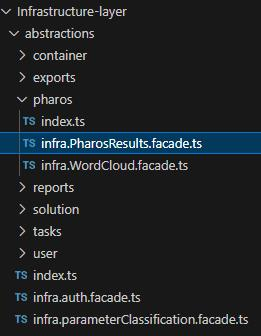 Infrastructure-layer
abstractions
container
exports
pharos
TS index.ts
TS infra.PharosResults.facade.ts
TS infra.WordCloud.facade.ts
reports
solution
tasks
user
TS index.ts
TS infra.auth.facade.ts
TS infra.parameterClassification.facade.ts